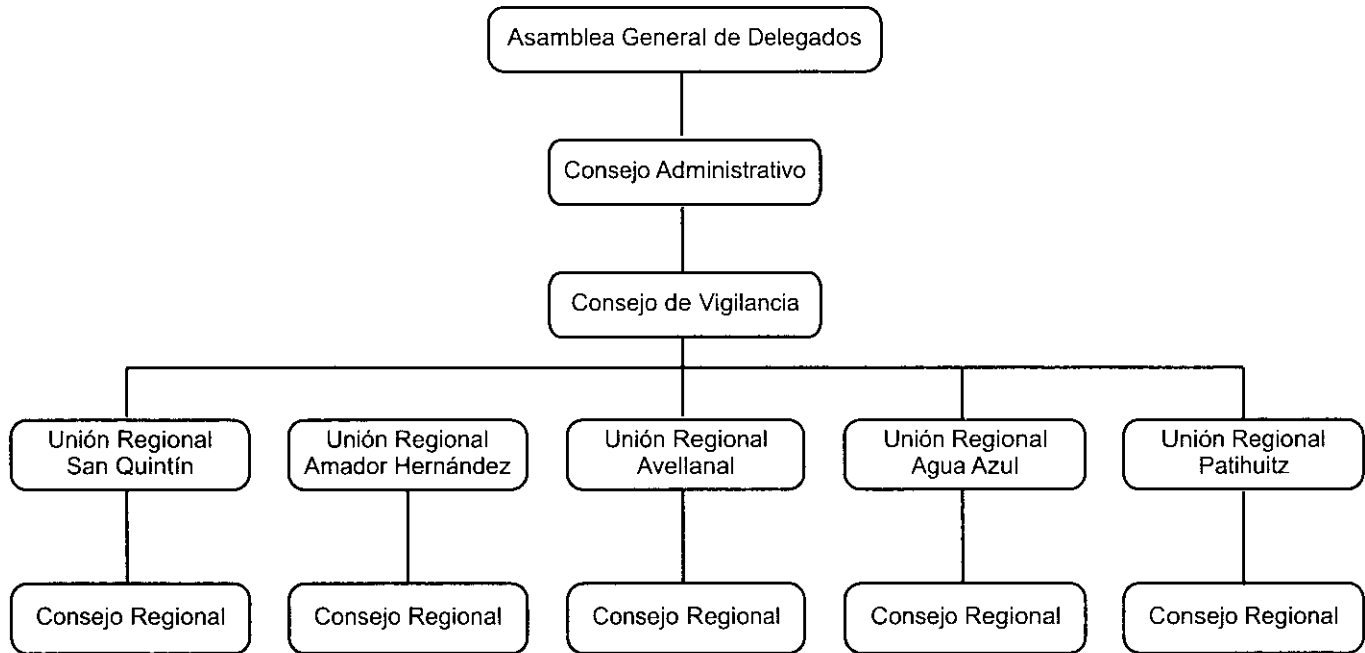 Asamblea General de Delegados
Consejo Administrativo
Consejo de Vigilancia
Unión Regional
San Quintín
Unión Regional
Amador Hernández
Unión Regional
Avellanal
Unión Regional
Agua Azul
Unión Regional
Patihuitz
Consejo Regional
Consejo Regional
Consejo Regional
Consejo Regional
Consejo Regional